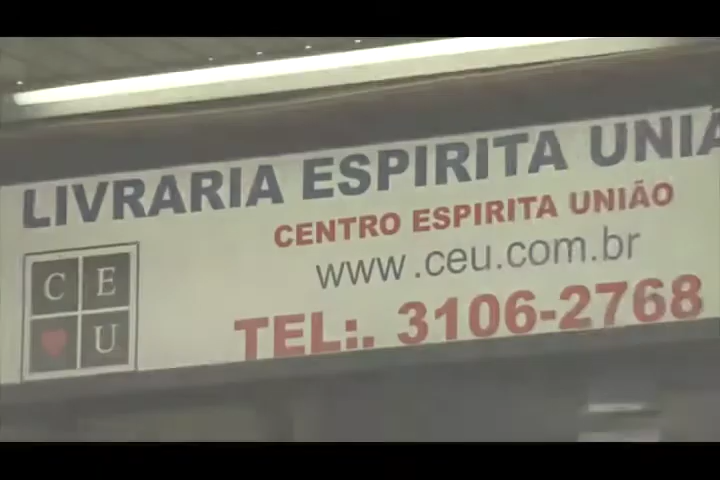 LIVRARIA ESPIRITA UNIÃ
CENTRO ESPIRITA UNIÃO
www.ceu.com.br
TEL:. 3106-2768
C E
U